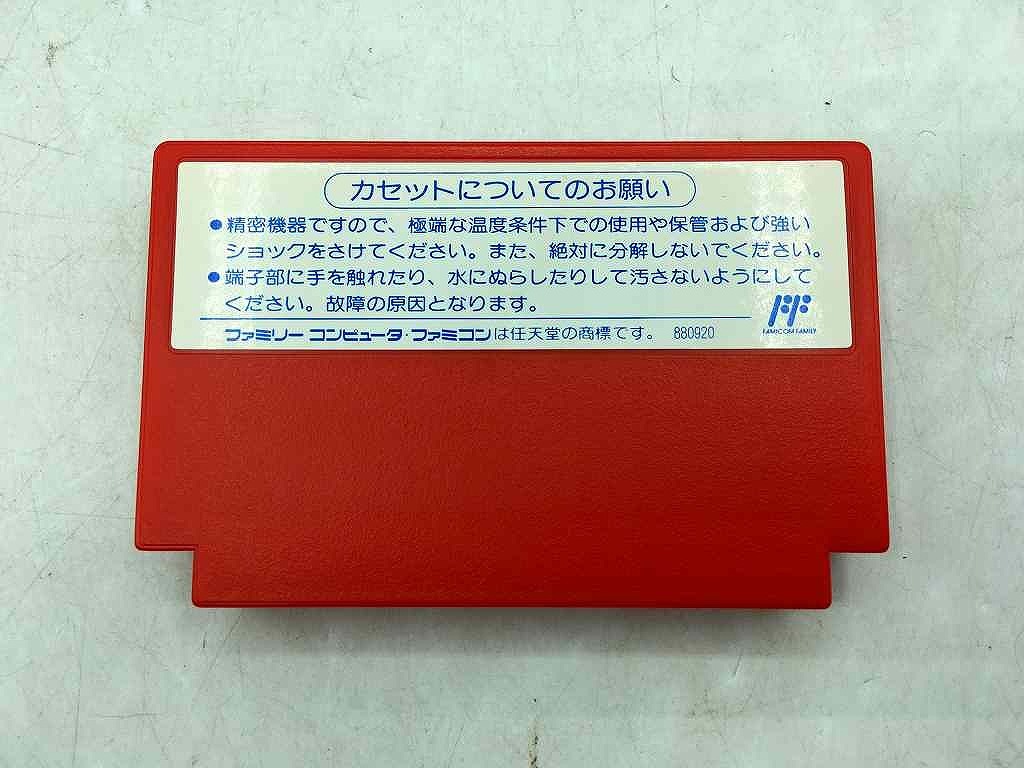 カセットについてのお願い
●精密機器ですので、極端な温度条件下での使用や保管および強い
ショックをさけてください。また、絶対に分解しないでください。
●端子部に手を触れたり、水にぬらしたりして汚さないようにして
ください。故障の原因となります。
FF
FAMICOM FAMILY
ファミリー コンピュータ・ファミコンは任天堂の商標です。 880920